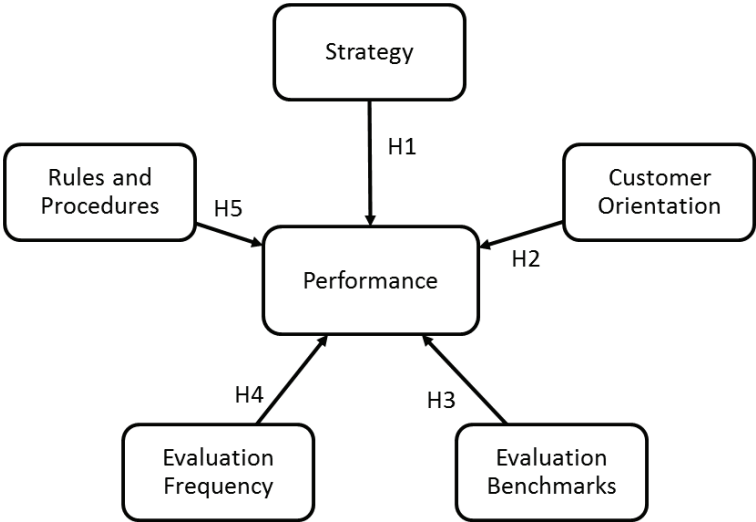 Strategy
H1
Rules and
Procedures
H5
Customer
Orientation
H2
Performance
H4
H3
Evaluation
Frequency
Evaluation
Benchmarks